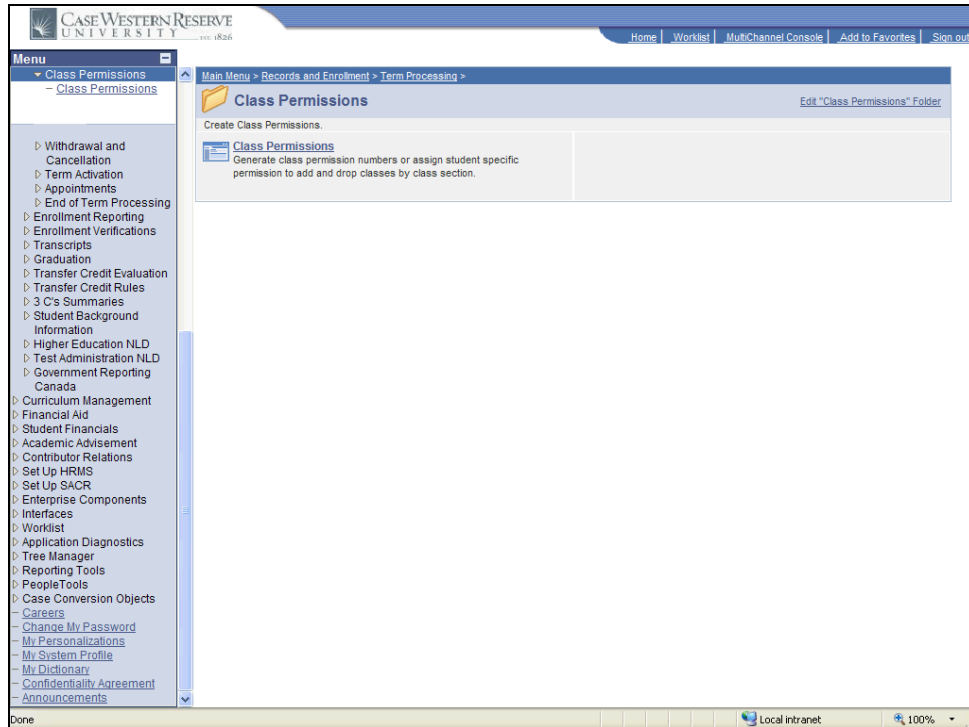 CASE WESTERN RESERVE
UNIVERSITY EST. 1826
Home | Worklist | MultiChannel Console | Add to Favorites | Sign out
Menu
Class Permissions
– Class Permissions
Withdrawal and
Cancellation
Term Activation
Appointments
End of Term Processing
Enrollment Reporting
Enrollment Verifications
Transcripts
Graduation
Transfer Credit Evaluation
Transfer Credit Rules
3 C's Summaries
Student Background
Information
Higher Education NLD
Test Administration NLD
Government Reporting
Canada
Curriculum Management
Financial Aid
Student Financials
Academic Advisement
Contributor Relations
Set Up HRMS
Set Up SACR
Enterprise Components
Interfaces
Worklist
Application Diagnostics
Tree Manager
Reporting Tools
PeopleTools
Case Conversion Objects
– Careers
– Change My Password
– My Personalizations
– My System Profile
– My Dictionary
– Confidentiality Agreement
– Announcements
Main Menu > Records and Enrollment > Term Processing >
Class Permissions
Edit "Class Permissions" Folder
Create Class Permissions.
Class Permissions
Generate class permission numbers or assign student specific
permission to add and drop classes by class section.
Done
Local intranet
100%